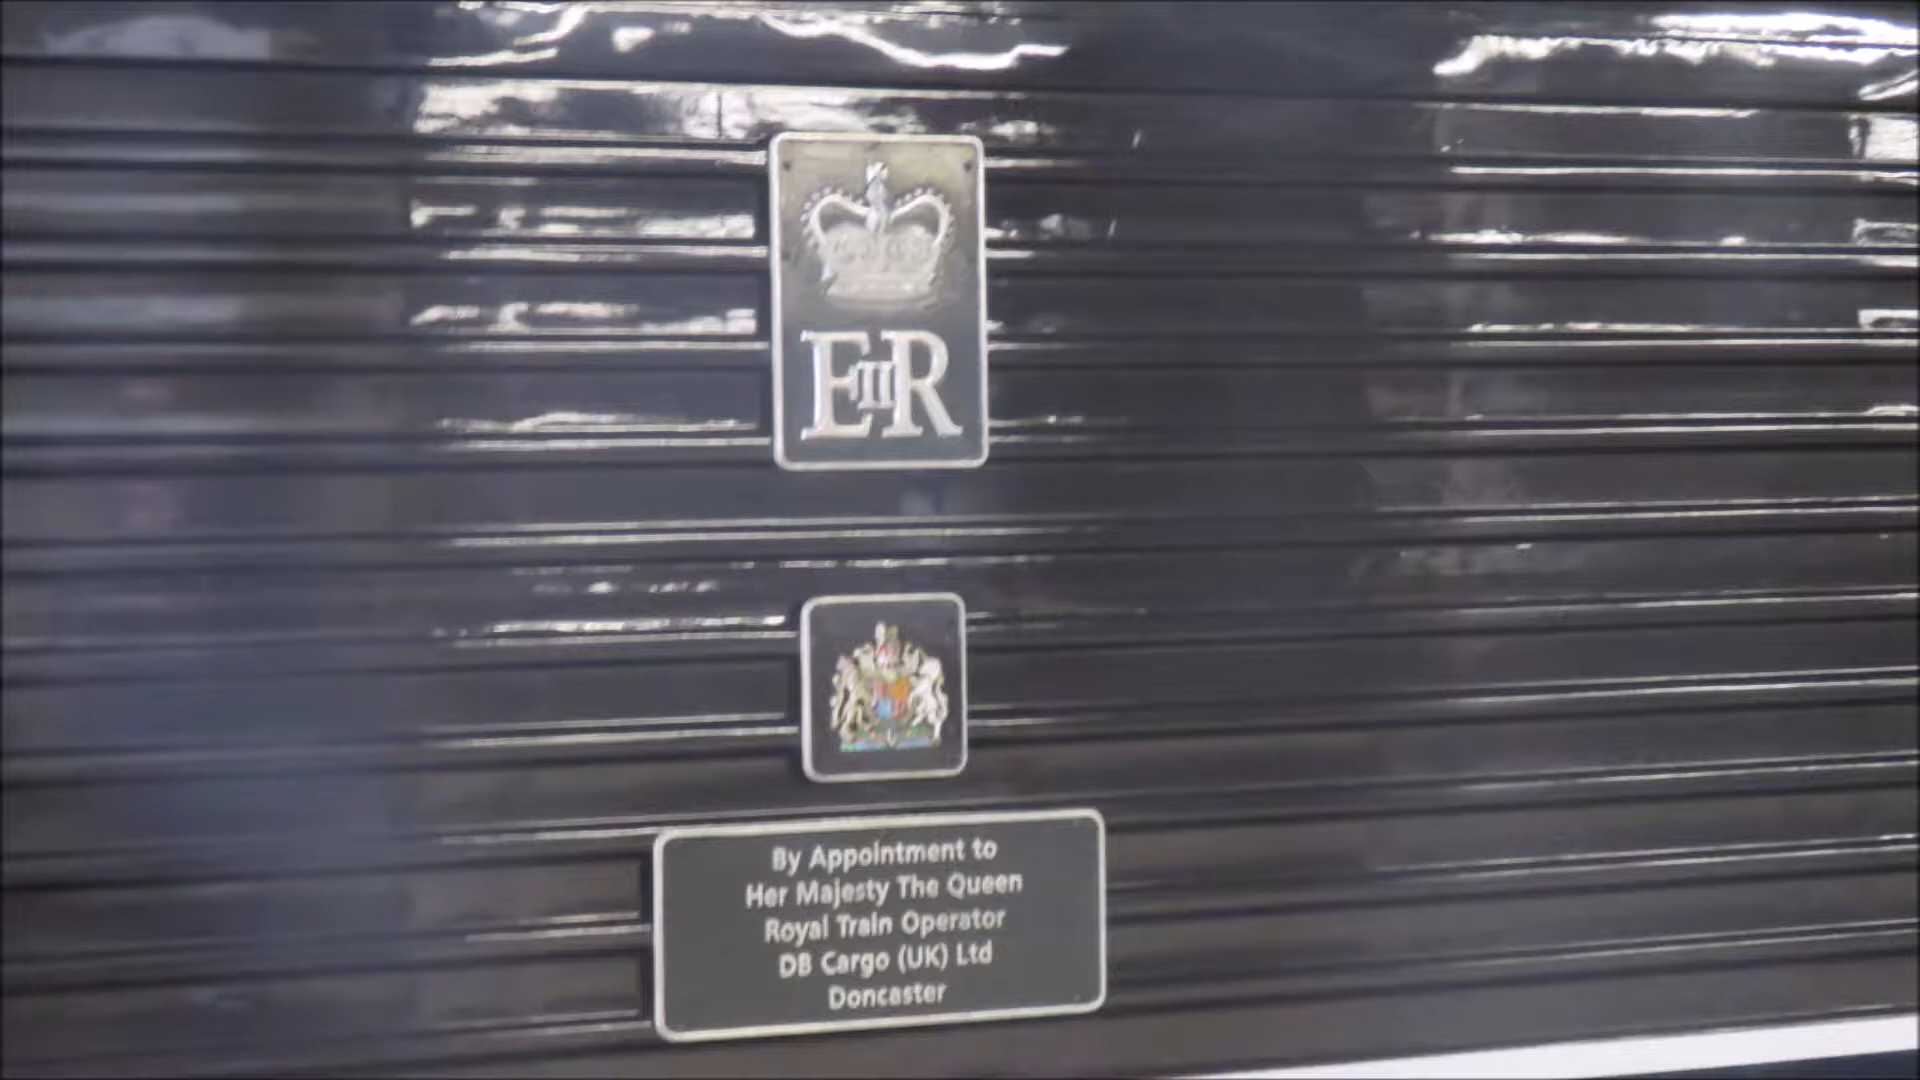 EIIR
By Appointment to
Her Majesty The Queen
Royal Train Operator
DB Cargo (UK) Ltd
Doncaster